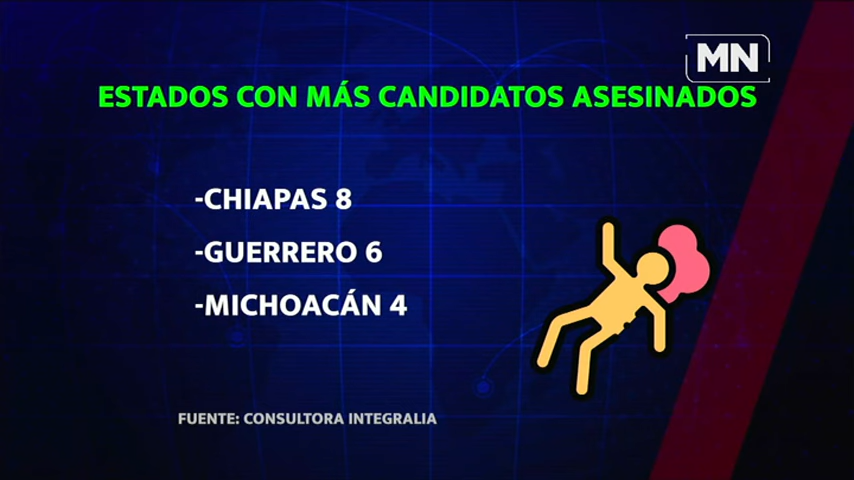 MN
ESTADOS CON MÁS CANDIDATOS ASESINADOS
-CHIAPAS 8
-GUERRERO 6
-MICHOACÁN 4
FUENTE: CONSULTORA INTEGRALIA